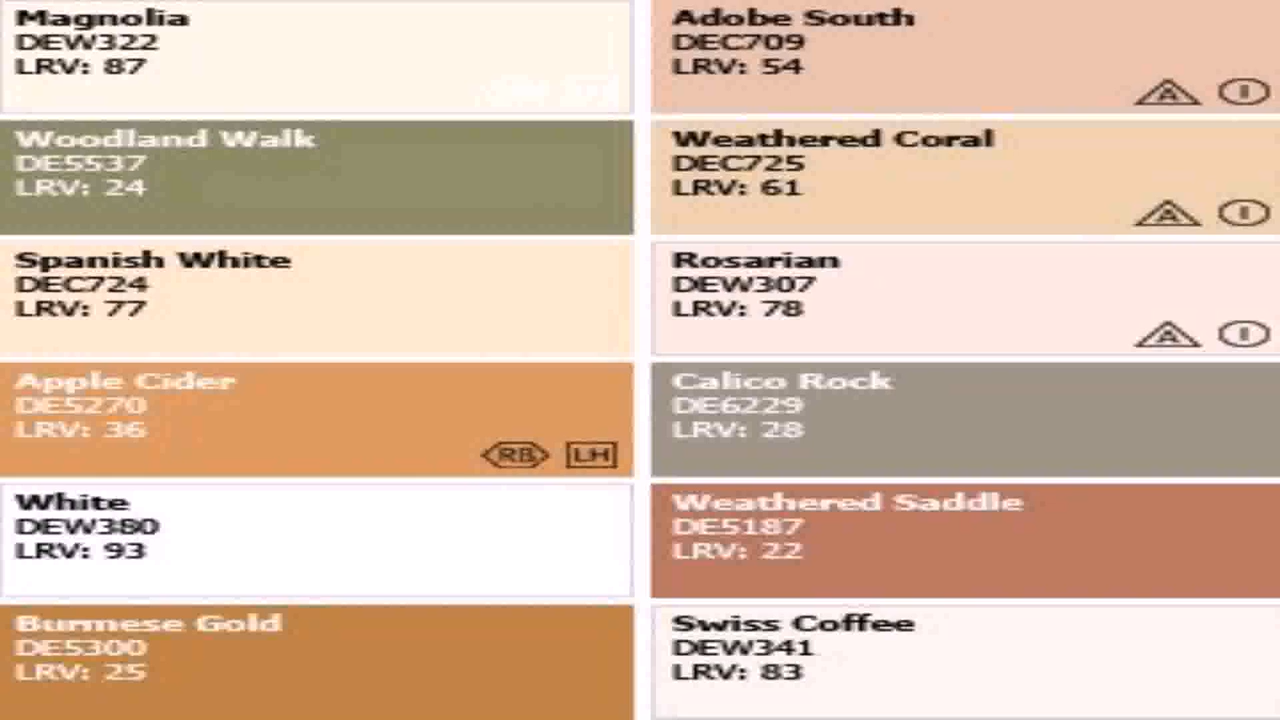 Magnolia
DEW322
LRV: 87
Adobe South
DEC709
LRV: 54
A I
Woodland Walk
DE5537
LRV: 24
Weathered Coral
DEC725
LRV: 61
A I
Spanish White
DEC724
LRV: 77
Rosarian
DEW307
LRV: 78
A I
Apple Cider
DE5270
LRV: 36
RB LH
Calico Rock
DE6229
LRV: 28
White
DEW380
LRV: 93
Weathered Saddle
DE5187
LRV: 22
Burmese Gold
DE5300
LRV: 25
Swiss Coffee
DEW341
LRV: 83